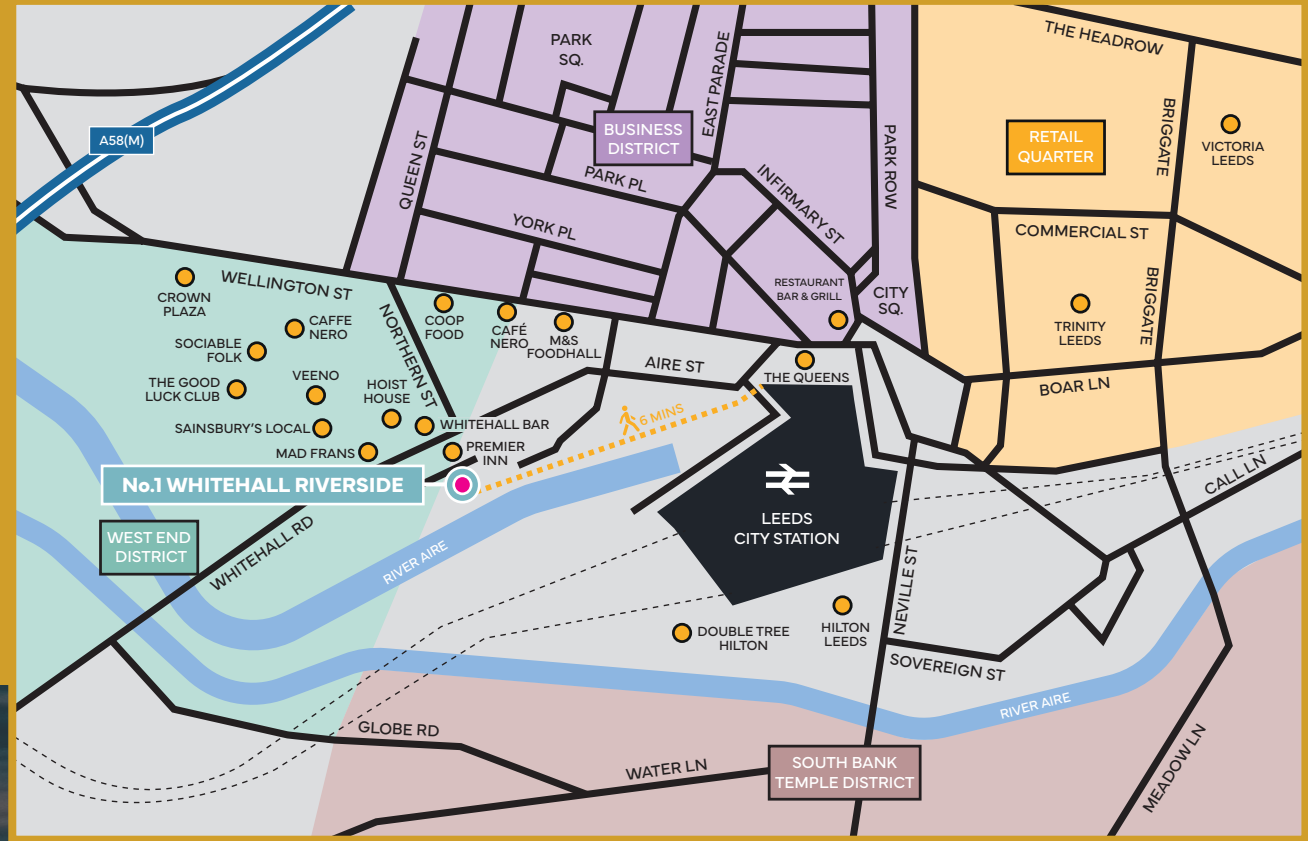 THE HEADROW
PARK
SQ.
EAST PARADE
BRIGGATE
VICTORIA
LEEDS
A58(M)
BUSINESS
DISTRICT
RETAIL
QUARTER
QUEEN ST
PARK ROW
PARK PL
INFIRMARY ST
YORK PL
COMMERCIAL ST
WELLINGTON ST
CROWN
PLAZA
RESTAURANT
BAR & GRILL
CITY
SQ.
BRIGGATE
TRINITY
LEEDS
CAFFE
NERO
NORTHERN ST
COOP
FOOD
CAFÉ
NERO
M&S
FOODHALL
SOCIABLE
FOLK
AIRE ST
THE QUEENS
BOAR LN
VEENO
THE GOOD
LUCK CLUB
HOIST
HOUSE
6 MINS
SAINSBURY'S LOCAL
WHITEHALL BAR
MAD FRANS
PREMIER
INN
No.1 WHITEHALL RIVERSIDE
CALL LN
LEEDS
CITY STATION
WEST END
DISTRICT
WHITEHALL RD
RIVER AIRE
NEVILLE ST
DOUBLE TREE
HILTON
HILTON
LEEDS
SOVEREIGN ST
RIVER AIRE
GLOBE RD
WATER LN
SOUTH BANK
TEMPLE DISTRICT
MEADOW LN